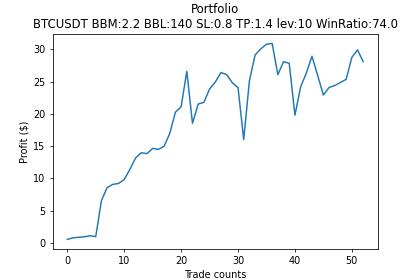 Portfolio
BTCUSDT BBM:2.2 BBL:140 SL:0.8 TP:1.4 lev:10 WinRatio:74.0
30
25
20
15
10
5
0
Profit ($)
0 10 20 30 40 50
Trade counts